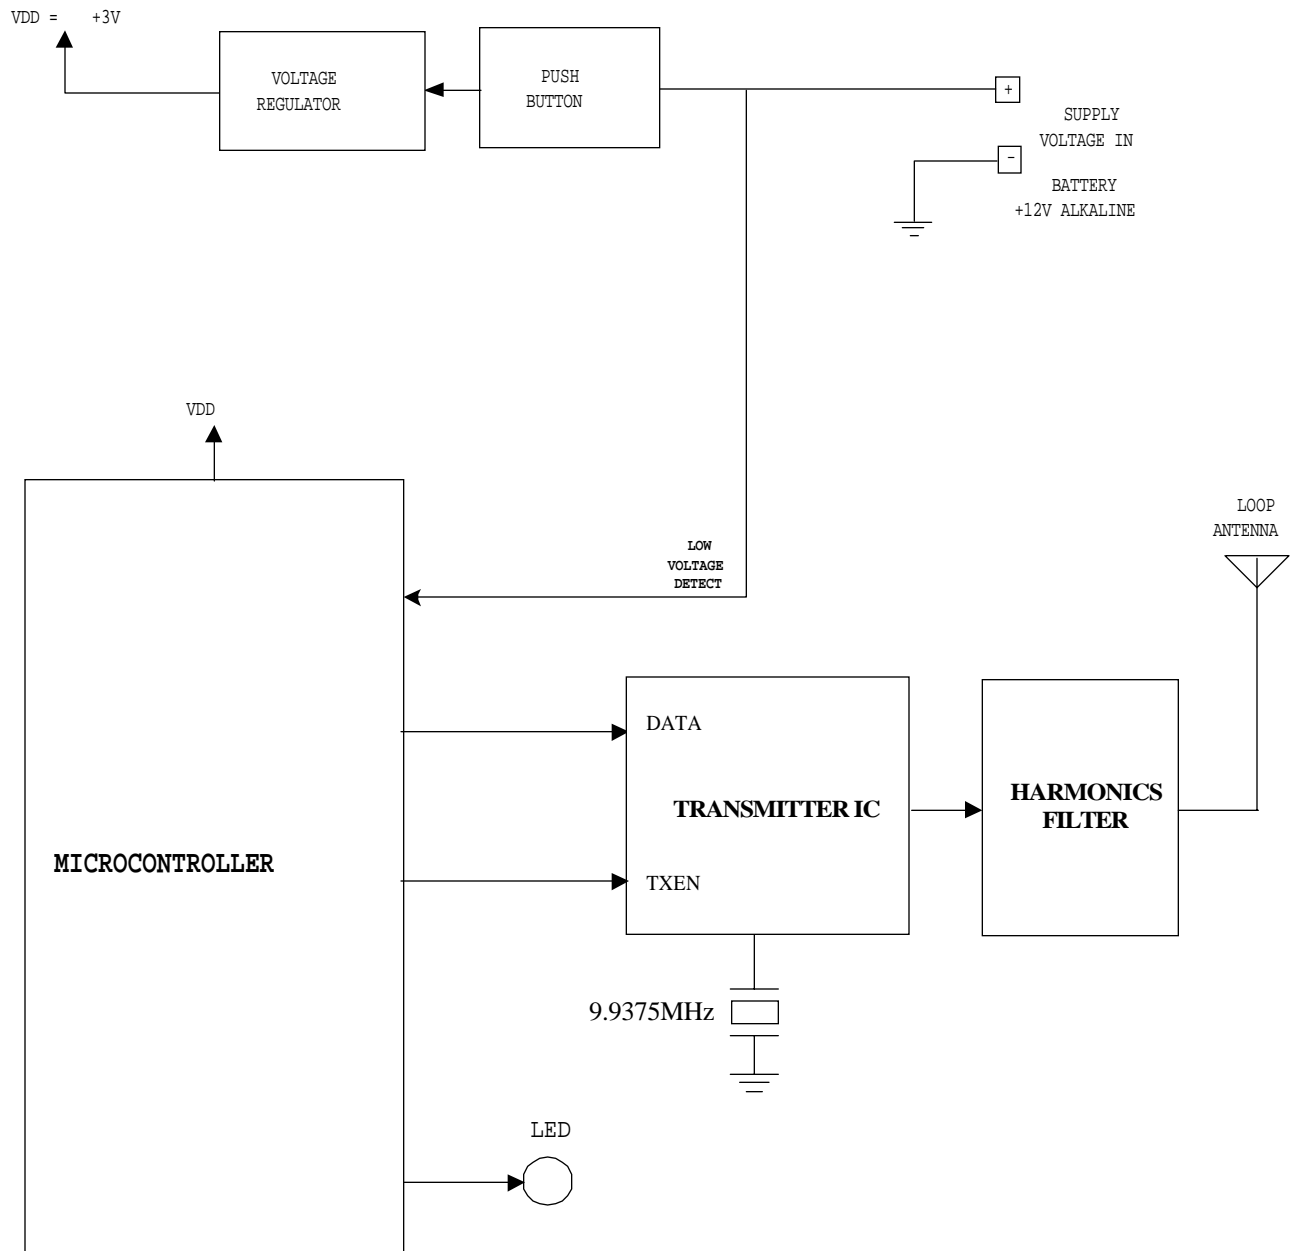 VDD = +3V
VOLTAGE
REGULATOR
PUSH
BUTTON
+
SUPPLY
VOLTAGE IN
-
BATTERY
+12V ALKALINE
VDD
LOW
VOLTAGE
DETECT
LOOP
ANTENNA
DATA
TRANSMITTER IC
TXEN
HARMONICS
FILTER
MICROCONTROLLER
9.9375MHz
LED